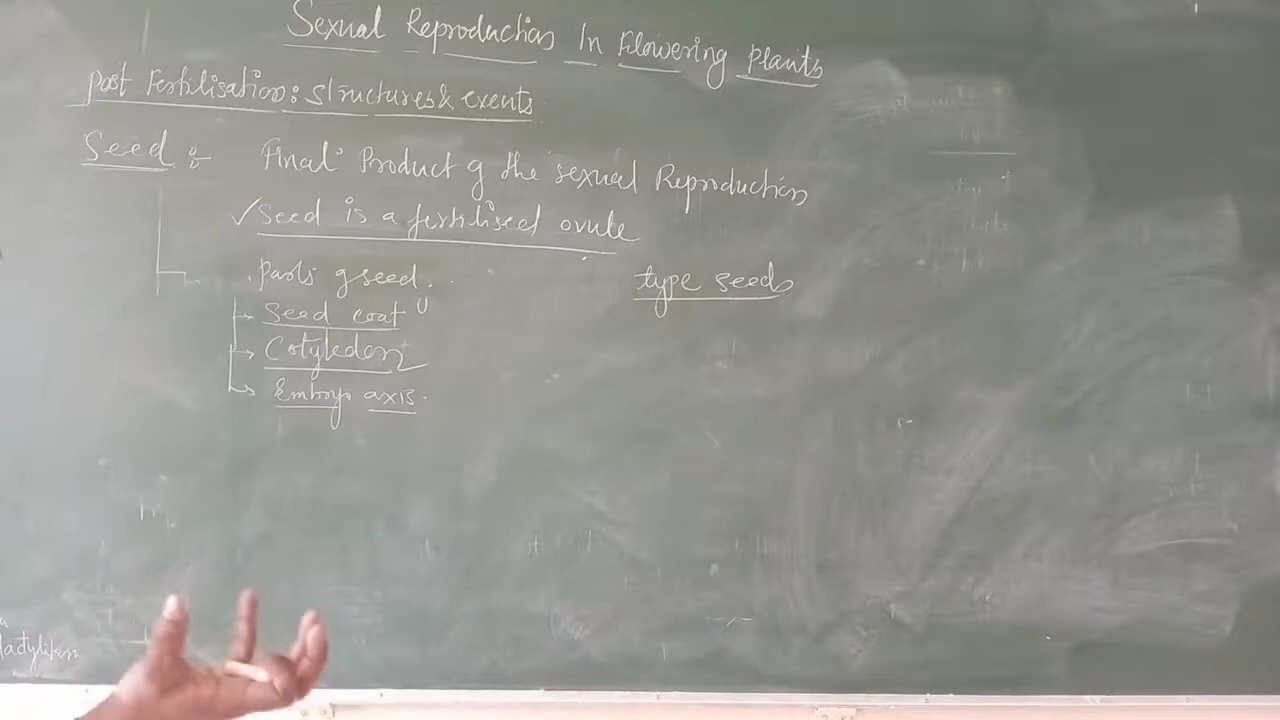 Sexual Reproduction In Flowering Plants
Post Fertilisation: Structures & events
Seed :- Final Product of the sexual Reproduction
✓ Seed is a fertilised ovule
Parts of seed.
type seeds
Seed coat
Cotyledon
Embryo axis.